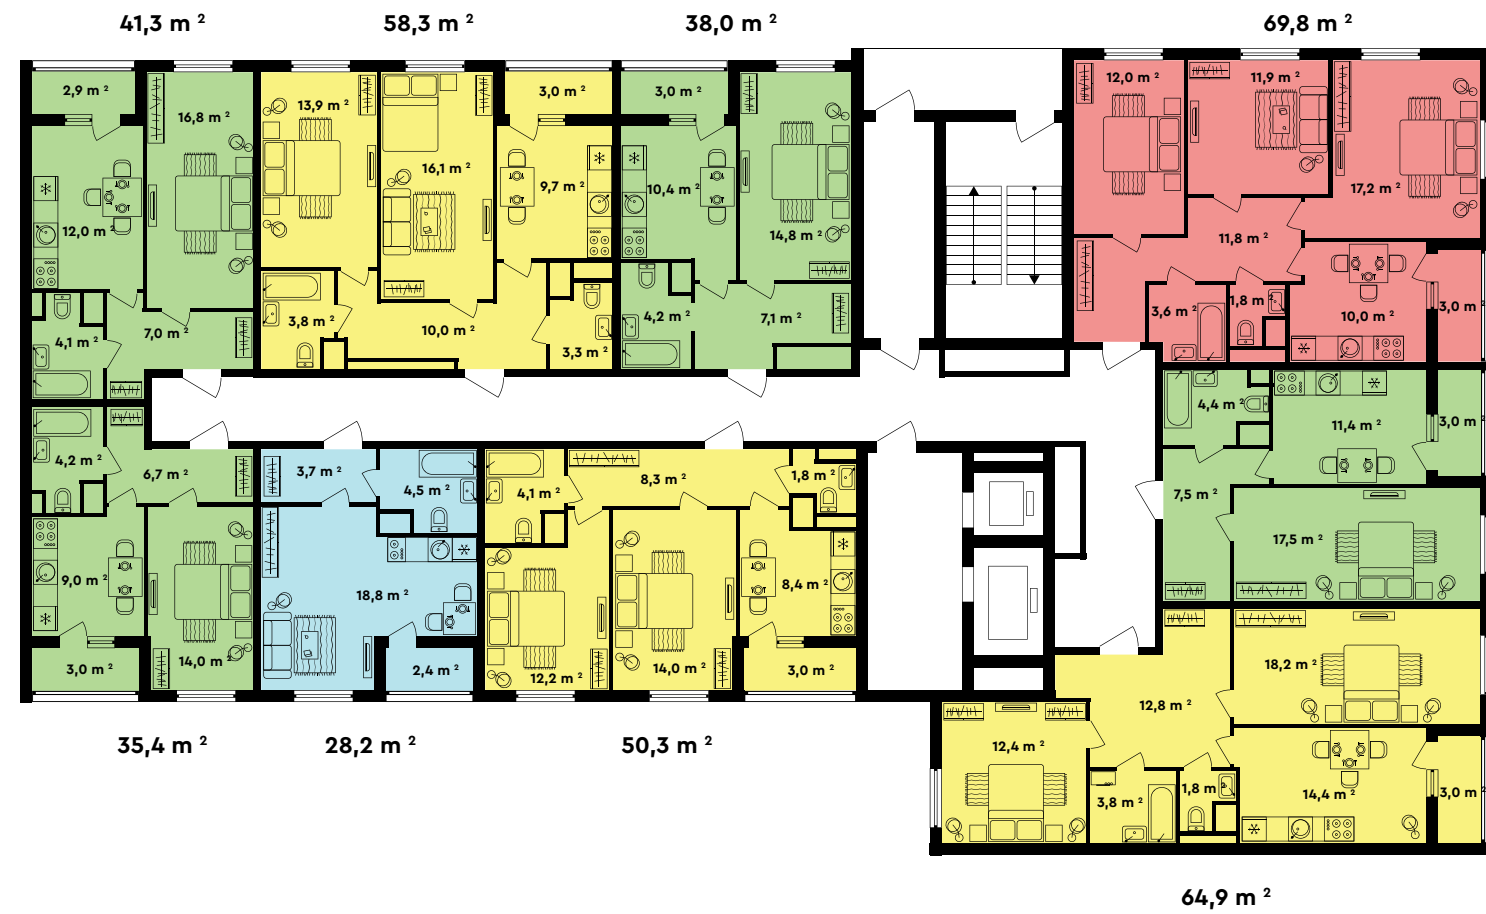 41,3 m ²
58,3 m ²
38,0 m ²
69,8 m ²
2,9 m ²
16,8 m ²
13,9 m ²
16,1 m ²
3,0 m ²
9,7 m ²
3,0 m ²
10,4 m ²
14,8 m ²
12,0 m ²
11,9 m ²
17,2 m ²
12,0 m ²
11,8 m ²
4,1 m ²
7,0 m ²
3,8 m ²
10,0 m ²
3,3 m ²
4,2 m ²
7,1 m ²
3,6 m ²
1,8 m ²
10,0 m ²
3,0 m ²
4,2 m ²
6,7 m ²
3,7 m ²
4,5 m ²
4,1 m ²
8,3 m ²
1,8 m ²
4,4 m ²
11,4 m ²
3,0 m ²
7,5 m ²
17,5 m ²
9,0 m ²
14,0 m ²
18,8 m ²
8,4 m ²
3,0 m ²
2,4 m ²
12,2 m ²
14,0 m ²
3,0 m ²
18,2 m ²
12,8 m ²
12,4 m ²
3,8 m ²
1,8 m
14,4 m ²
3,0 m ²
35,4 m ²
28,2 m ²
50,3 m ²
64,9 m ²